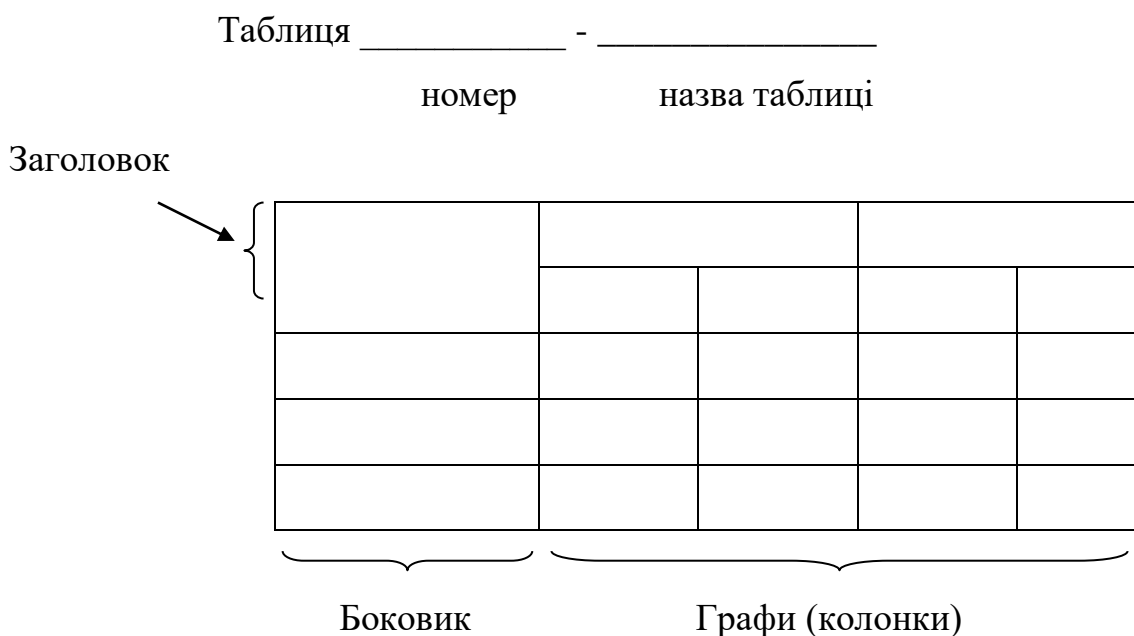 Таблиця ___________ - _______________
номер назва таблиці
Заголовок
Боковик Графи (колонки)